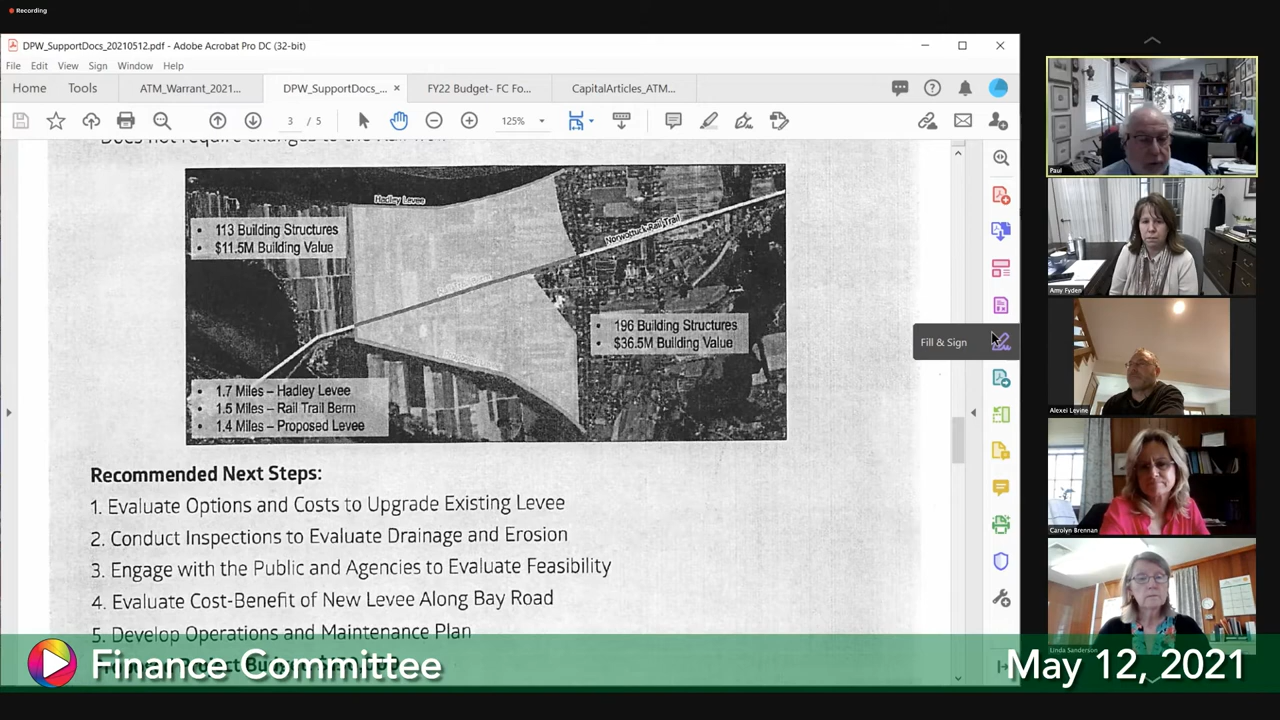 Recording
DPW_SupportDocs_20210512.pdf - Adobe Acrobat Pro DC (32-bit)
File Edit View Sign Window Help
Home Tools ATM_Warrant_2021... DPW_SupportDocs_... × FY22 Budget- FC Fo... CapitalArticles_ATM...
3 / 5 125%
Hadley Levee
• 113 Building Structures
• $11.5M Building Value
Norwottuck Rail Trail
• 196 Building Structures
• $36.5M Building Value
• 1.7 Miles – Hadley Levee
• 1.5 Miles – Rail Trail Berm
• 1.4 Miles – Proposed Levee
Fill & Sign
Recommended Next Steps:
1. Evaluate Options and Costs to Upgrade Existing Levee
2. Conduct Inspections to Evaluate Drainage and Erosion
3. Engage with the Public and Agencies to Evaluate Feasibility
4. Evaluate Cost-Benefit of New Levee Along Bay Road
5. Develop Operations and Maintenance Plan
Paul
Amy Fyden
Alexei Levine
Carolyn Brennan
Linda Sanderson
Finance Committee
May 12, 2021